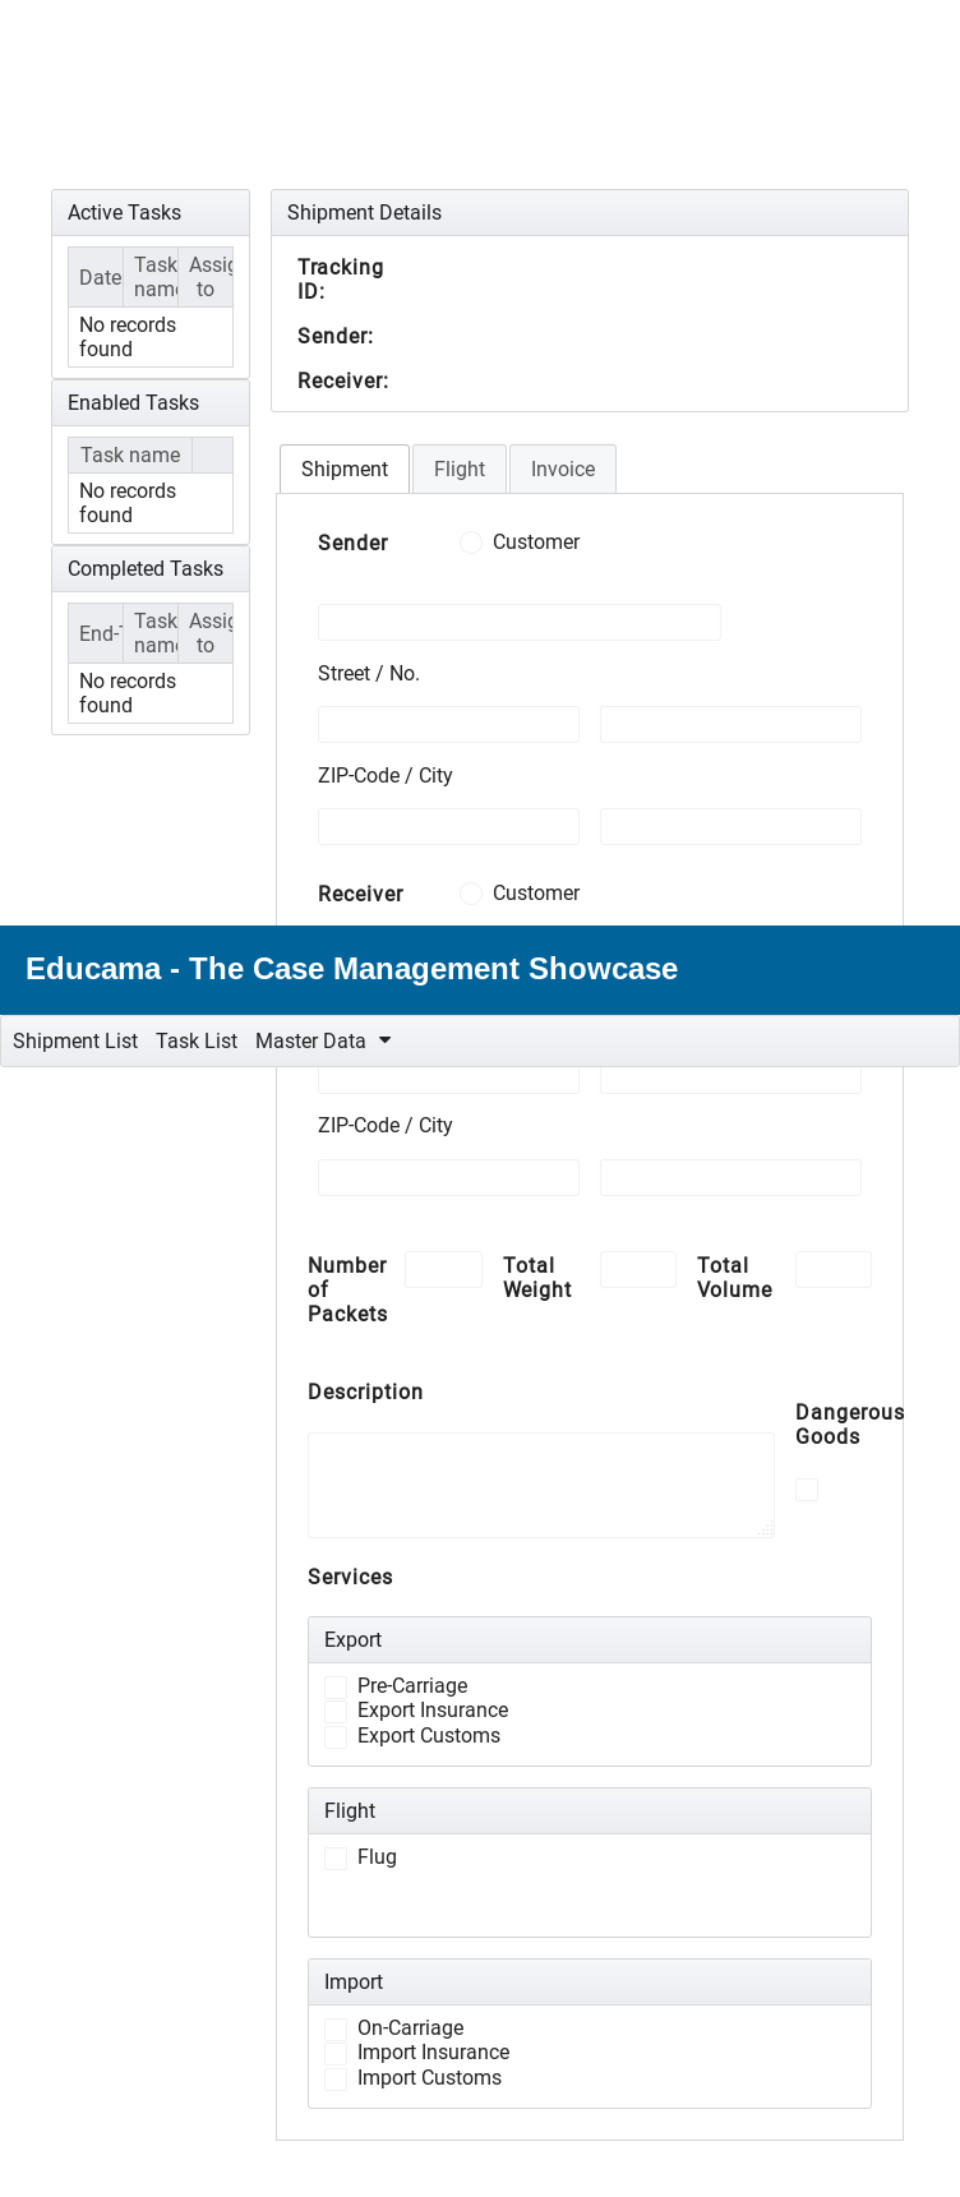 Active Tasks
Date
Task
Assig
name
to
No records
found
Enabled Tasks
Task name
No records
found
Completed Tasks
End-
Task
Assig
name
to
No records
found
Shipment Details
Tracking
ID:
Sender:
Receiver:
Shipment Flight Invoice
Sender Customer
Street / No.
ZIP-Code / City
Receiver Customer
Educama - The Case Management Showcase
Shipment List Task List Master Data
ZIP-Code / City
Number
of
Packets
Total
Weight
Total
Volume
Description
Dangerous
Goods
Services
Export
Pre-Carriage
Export Insurance
Export Customs
Flight
Flug
Import
On-Carriage
Import Insurance
Import Customs